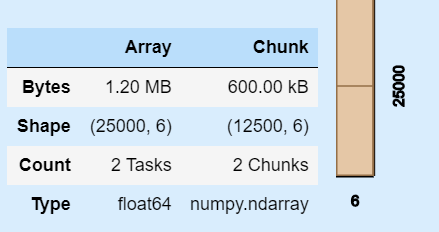 Array Chunk
Bytes 1.20 MB 600.00 kB
Shape (25000, 6) (12500, 6)
Count 2 Tasks 2 Chunks
Type float64 numpy.ndarray
25000
6